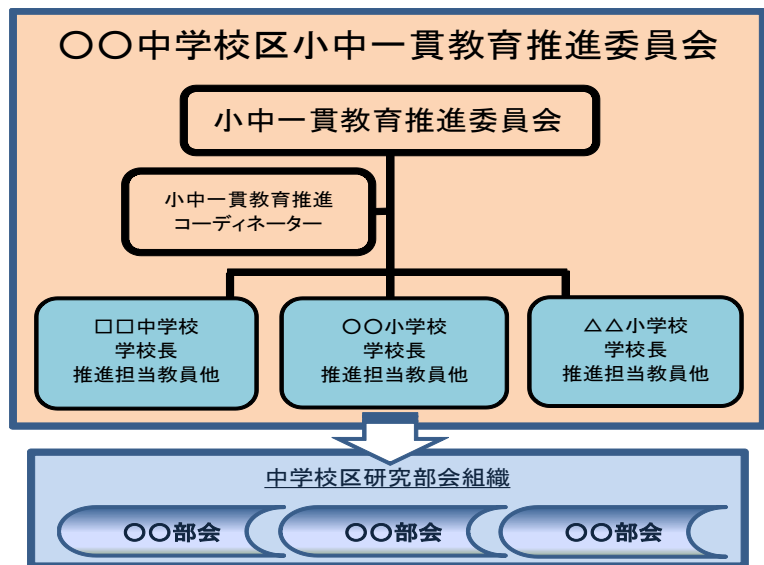 〇〇中学校区小中一貫教育推進委員会
小中一貫教育推進委員会
小中一貫教育推進
コーディネーター
□□中学校
学校長
推進担当教員他
〇〇小学校
学校長
推進担当教員他
△△小学校
学校長
推進担当教員他
中学校区研究部会組織
〇〇部会
〇〇部会
〇〇部会